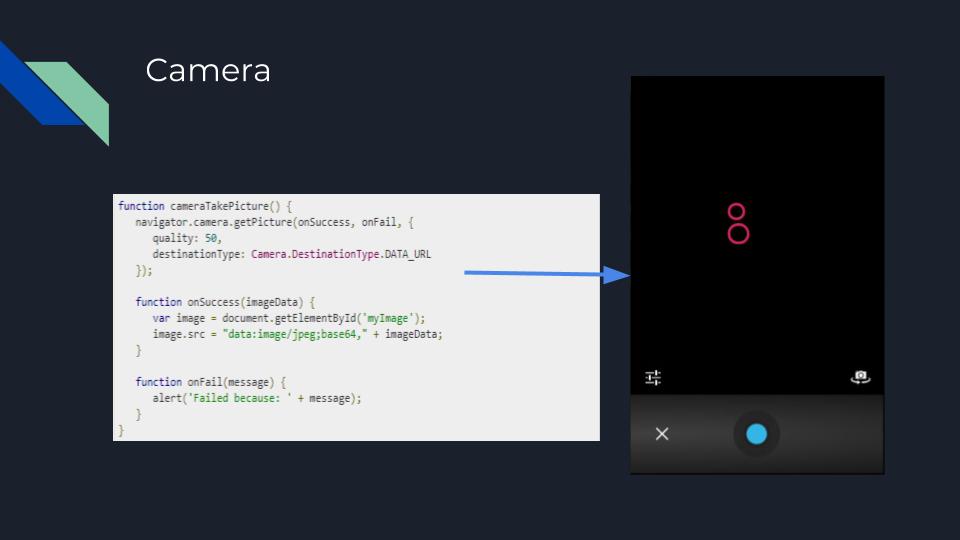 Camera
function cameraTakePicture() {
navigator.camera.getPicture(onSuccess, onFail, {
quality: 50,
destinationType: Camera.DestinationType.DATA_URL
});
function onSuccess(imageData) {
var image = document.getElementById('myImage');
image.src = "data:image/jpeg;base64," + imageData;
}
function onFail(message) {
alert('Failed because: ' + message);
}
}